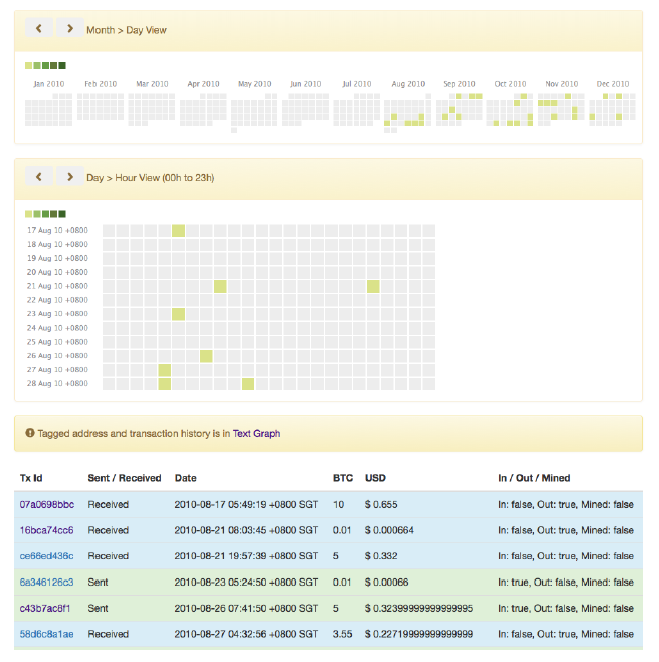 Month > Day View
Jan 2010 Feb 2010 Mar 2010 Apr 2010 May 2010 Jun 2010 Jul 2010 Aug 2010 Sep 2010 Oct 2010 Nov 2010 Dec 2010
Day > Hour View (00h to 23h)
17 Aug 10 +0800
18 Aug 10 +0800
19 Aug 10 +0800
20 Aug 10 +0800
21 Aug 10 +0800
22 Aug 10 +0800
23 Aug 10 +0800
24 Aug 10 +0800
25 Aug 10 +0800
26 Aug 10 +0800
27 Aug 10 +0800
28 Aug 10 +0800
Tagged address and transaction history is in Text Graph
Tx Id Sent / Received Date BTC USD In / Out / Mined
07a0698bbc Received 2010-08-17 05:49:19 +0800 SGT 10 $ 0.655 In: false, Out: true, Mined: false
16bca74cc6 Received 2010-08-21 08:03:45 +0800 SGT 0.01 $ 0.000664 In: false, Out: true, Mined: false
ce66ed436c Received 2010-08-21 19:57:39 +0800 SGT 5 $ 0.332 In: false, Out: true, Mined: false
8a346126c3 Sent 2010-08-23 05:24:50 +0800 SGT 0.01 $ 0.00066 In: true, Out: false, Mined: false
c43b7ac8f1 Sent 2010-08-26 07:41:50 +0800 SGT 5 $ 0.32399999999999995 In: true, Out: false, Mined: false
58d6c8a1ae Received 2010-08-27 04:32:56 +0800 SGT 3.55 $ 0.22719999999999999 In: false, Out: true, Mined: false